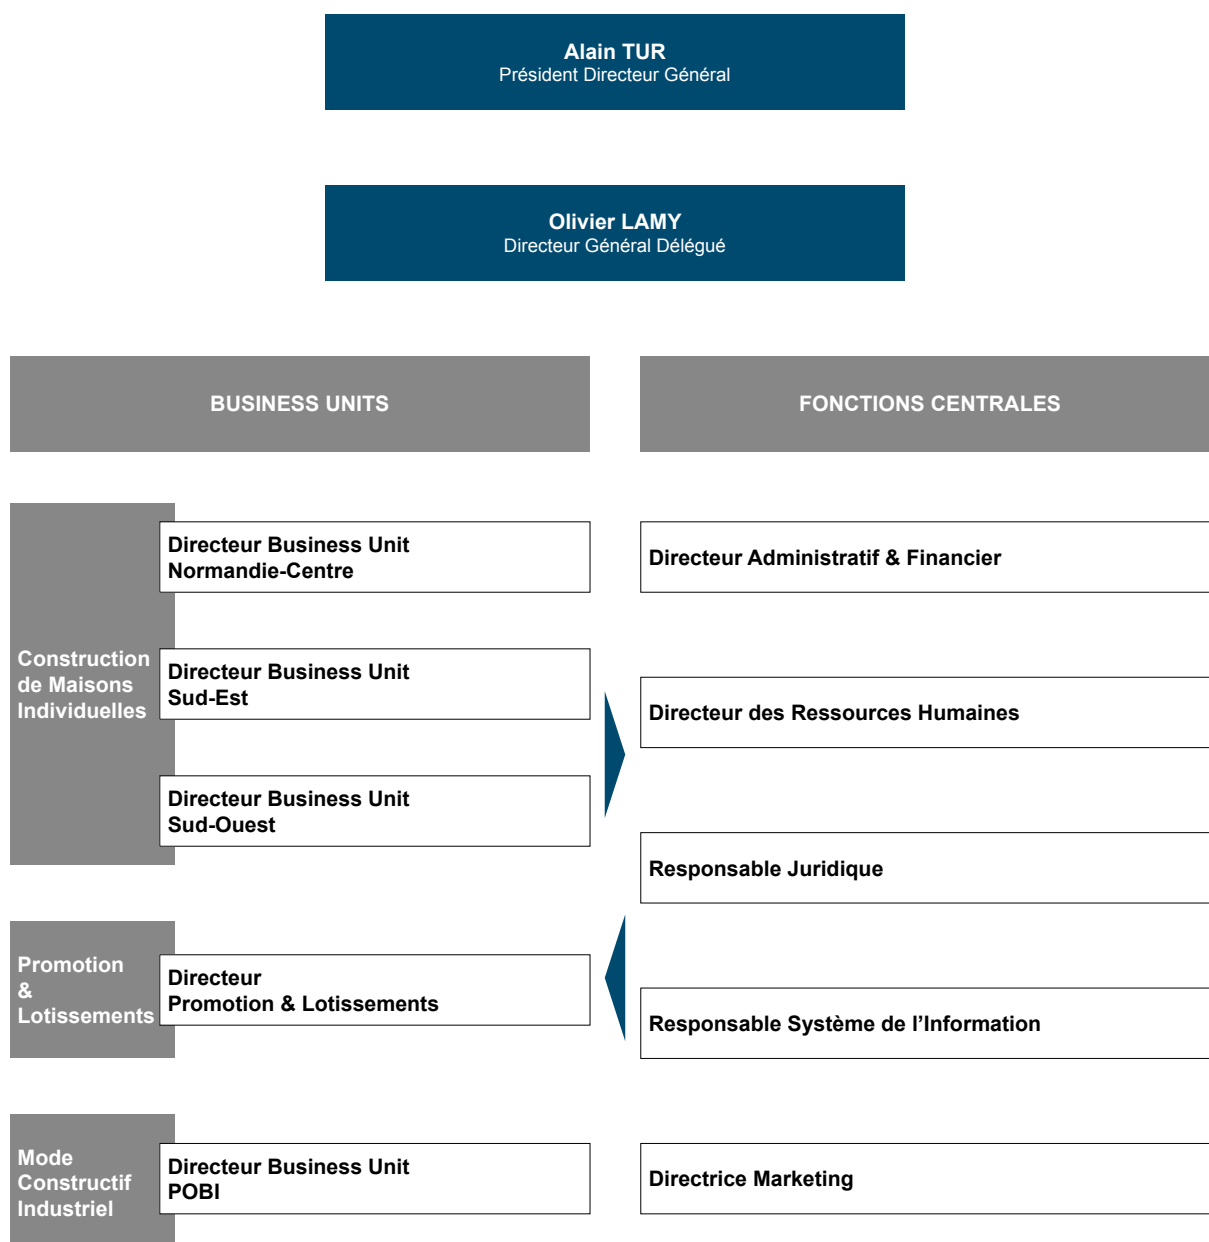 Alain TUR
Président Directeur Général
Olivier LAMY
Directeur Général Délégué
BUSINESS UNITS
FONCTIONS CENTRALES
Construction
de Maisons
Individuelles
Directeur Business Unit
Normandie-Centre
Directeur Business Unit
Sud-Est
Directeur Business Unit
Sud-Ouest
Promotion
&
Lotissements
Directeur
Promotion & Lotissements
Mode
Constructif
Industriel
Directeur Business Unit
POBI
Directeur Administratif & Financier
Directeur des Ressources Humaines
Responsable Juridique
Responsable Système de l’Information
Directrice Marketing